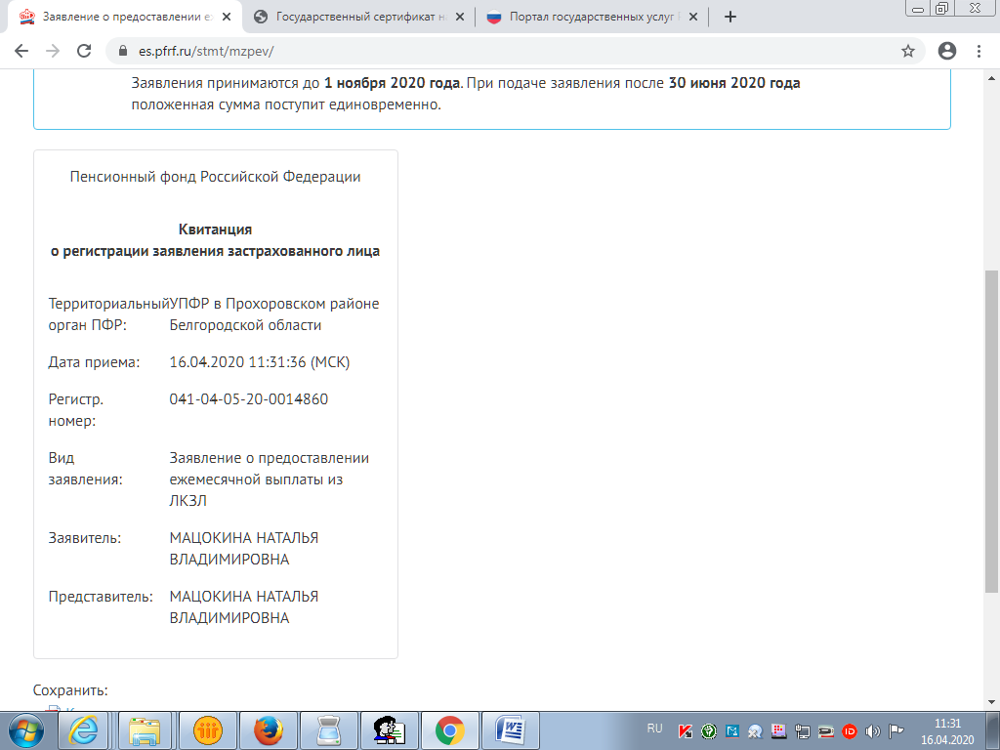 Заявление о предоставлении еж
Государственный сертификат на
Портал государственных услуг
es.pfrf.ru/stmt/mzpev/
Заявления принимаются до 1 ноября 2020 года. При подаче заявления после 30 июня 2020 года
положенная сумма поступит единовременно.
Пенсионный фонд Российской Федерации
Квитанция
о регистрации заявления застрахованного лица
Территориальный УПФР в Прохоровском районе
орган ПФР: Белгородской области
Дата приема: 16.04.2020 11:31:36 (МСК)
Регистр. 041-04-05-20-0014860
номер:
Вид Заявление о предоставлении
заявления: ежемесячной выплаты из
ЛКЗЛ
Заявитель: МАЦОКИНА НАТАЛЬЯ
ВЛАДИМИРОВНА
Представитель: МАЦОКИНА НАТАЛЬЯ
ВЛАДИМИРОВНА
Сохранить:
RU
11:31
16.04.2020